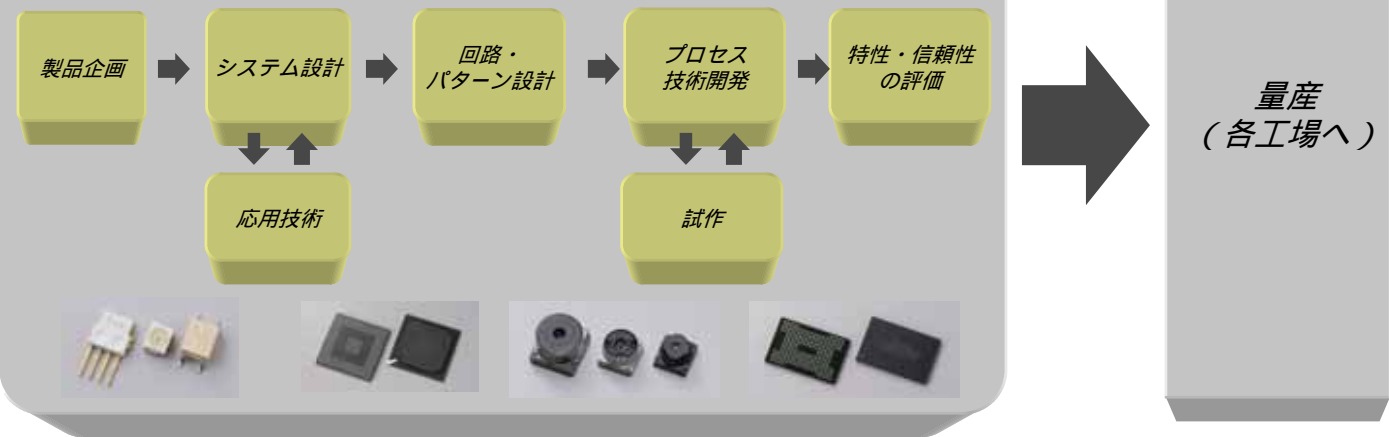 製品企画
システム設計
回路・
パターン設計
プロセス
技術開発
特性・信頼性
の評価
応用技術
試作
量産
（各工場へ）